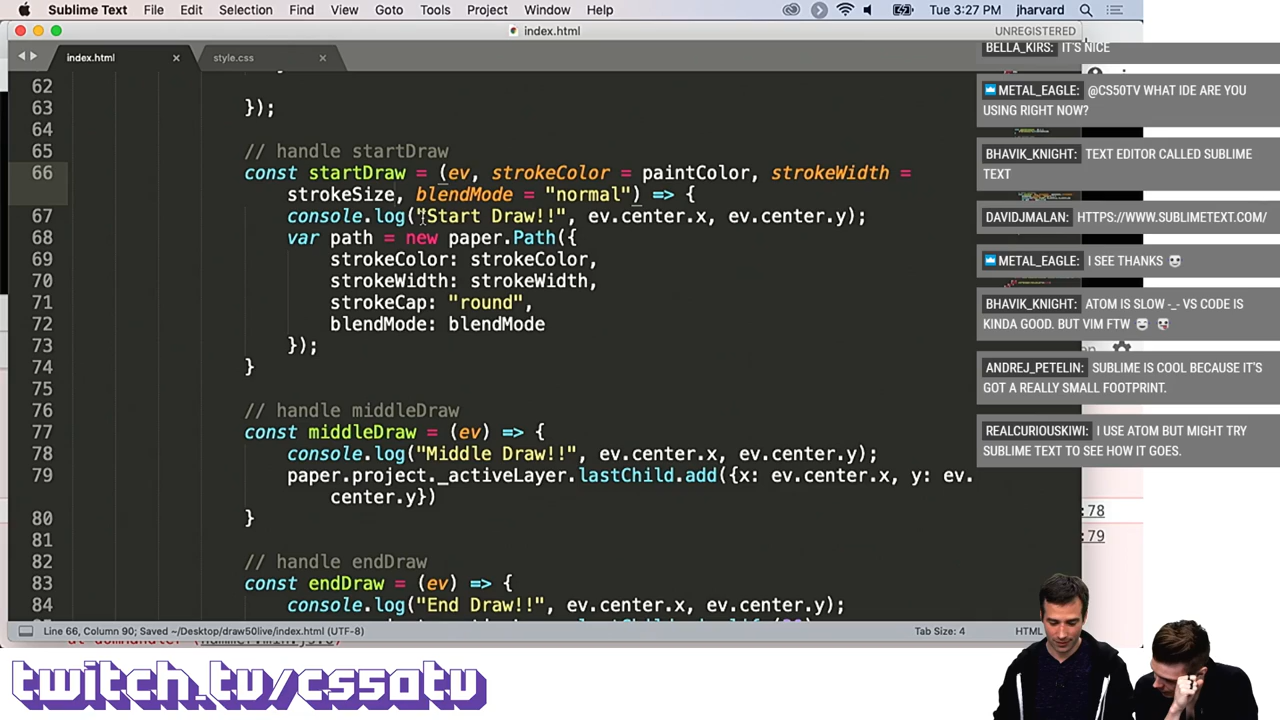 Sublime Text File Edit Selection Find View Goto Tools Project Window Help Tue 3:27 PM jharvard
index.html UNREGISTERED
index.html × style.css ×
62
63 });
64
65 // handle startDraw
66 const startDraw = (ev, strokeColor = paintColor, strokeWidth =
strokeSize, blendMode = "normal") => {
67 console.log("Start Draw!!", ev.center.x, ev.center.y);
68 var path = new paper.Path({
69 strokeColor: strokeColor,
70 strokeWidth: strokeWidth,
71 strokeCap: "round",
72 blendMode: blendMode
73 });
74 }
75
76 // handle middleDraw
77 const middleDraw = (ev) => {
78 console.log("Middle Draw!!", ev.center.x, ev.center.y);
79 paper.project._activeLayer.lastChild.add({x: ev.center.x, y: ev.
center.y})
80 }
81
82 // handle endDraw
83 const endDraw = (ev) => {
84 console.log("End Draw!!", ev.center.x, ev.center.y);
Line 66, Column 90; Saved ~/Desktop/draw50live/index.html (UTF-8) Tab Size: 4 HTML
BELLA_KIRS: IT'S NICE
METAL_EAGLE: @CS50TV WHAT IDE ARE YOU
USING RIGHT NOW?
BHAVIK_KNIGHT: TEXT EDITOR CALLED SUBLIME
TEXT
DAVIDJMALAN: HTTPS://WWW.SUBLIMETEXT.COM/
METAL_EAGLE: I SEE THANKS
BHAVIK_KNIGHT: ATOM IS SLOW -_- VS CODE IS
KINDA GOOD. BUT VIM FTW
ANDREJ_PETELIN: SUBLIME IS COOL BECAUSE IT'S
GOT A REALLY SMALL FOOTPRINT.
REALCURIOUSKIWI: I USE ATOM BUT MIGHT TRY
SUBLIME TEXT TO SEE HOW IT GOES.
:78
:79
twitch.tv/cs50tv